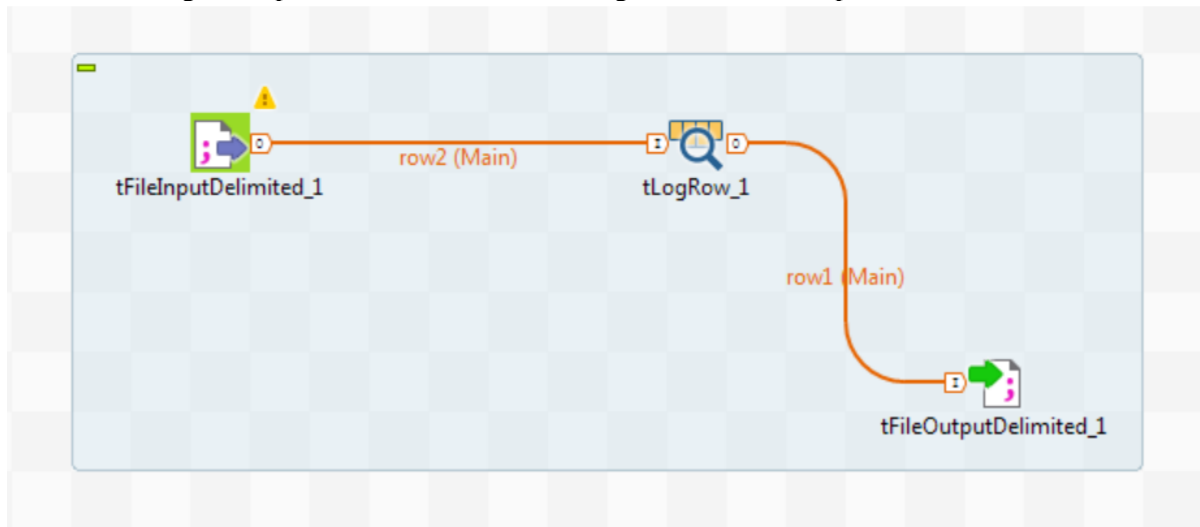 row2 (Main)
tFileInputDelimited_1
tLogRow_1
row1 (Main)
tFileOutputDelimited_1